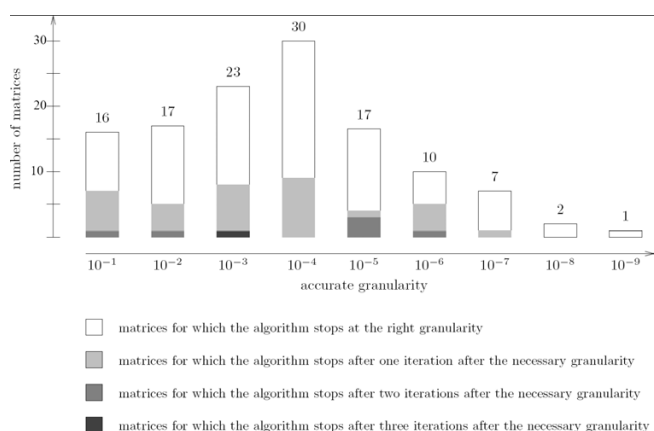 30
30
23
20
17
17
16
10
10
7
2
1
number of matrices
10⁻¹ 10⁻² 10⁻³ 10⁻⁴ 10⁻⁵ 10⁻⁶ 10⁻⁷ 10⁻⁸ 10⁻⁹
accurate granularity
matrices for which the algorithm stops at the right granularity
matrices for which the algorithm stops after one iteration after the necessary granularity
matrices for which the algorithm stops after two iterations after the necessary granularity
matrices for which the algorithm stops after three iterations after the necessary granularity